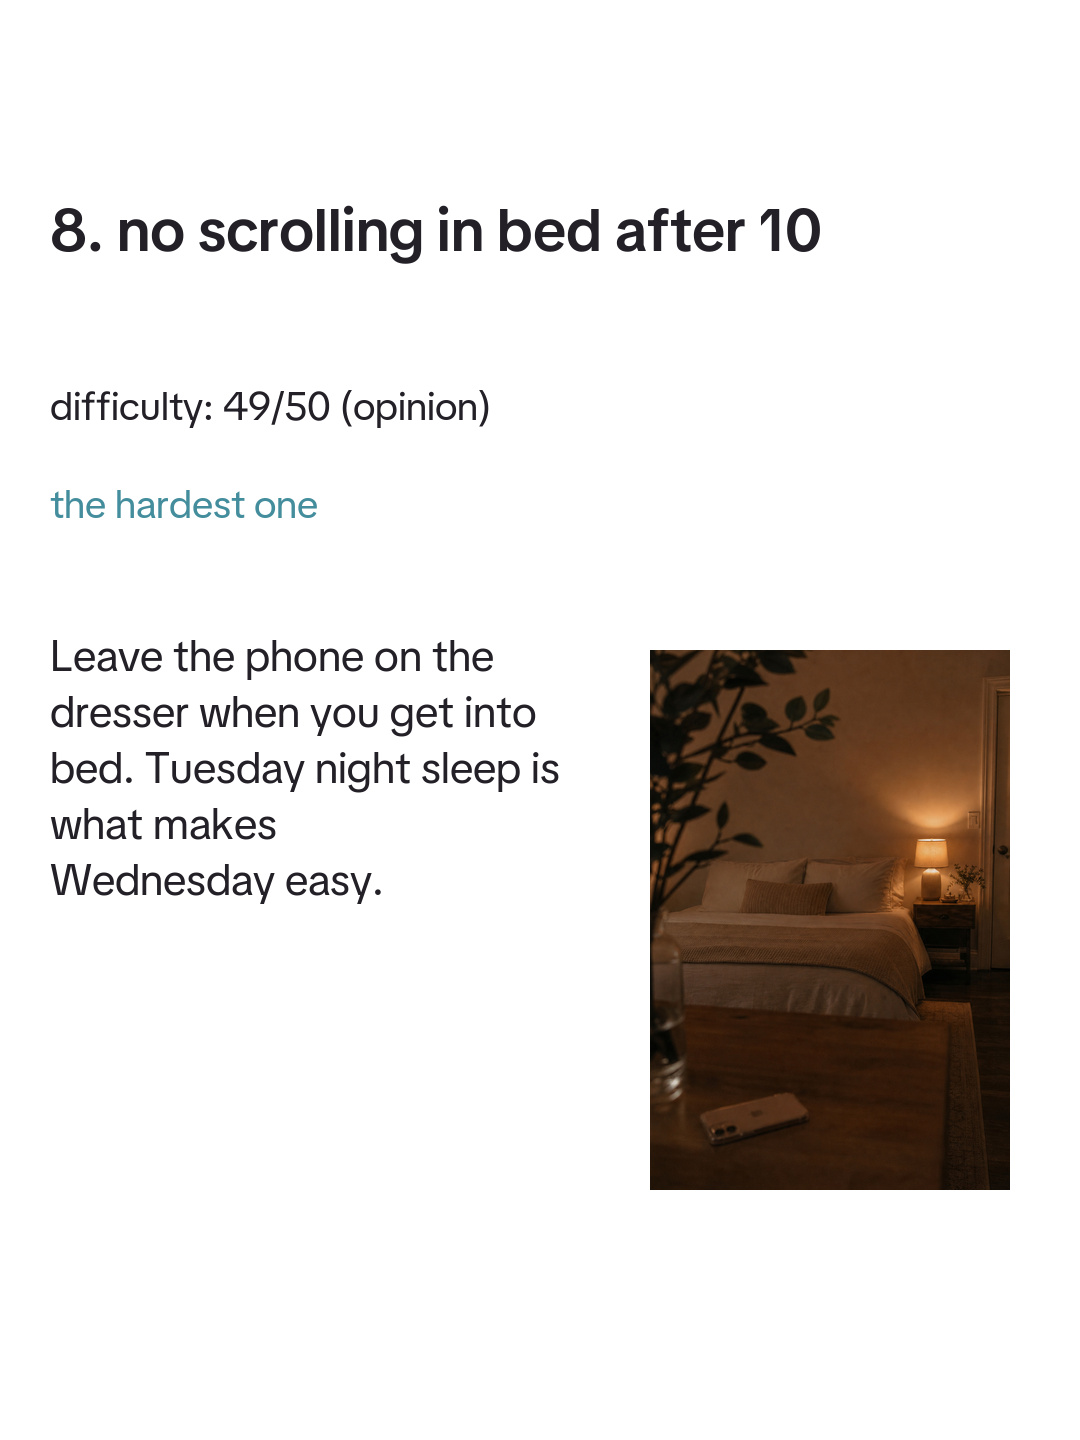 8. no scrolling in bed after 10
difficulty: 49/50 (opinion)
the hardest one
Leave the phone on the
dresser when you get into
bed. Tuesday night sleep is
what makes
Wednesday easy.